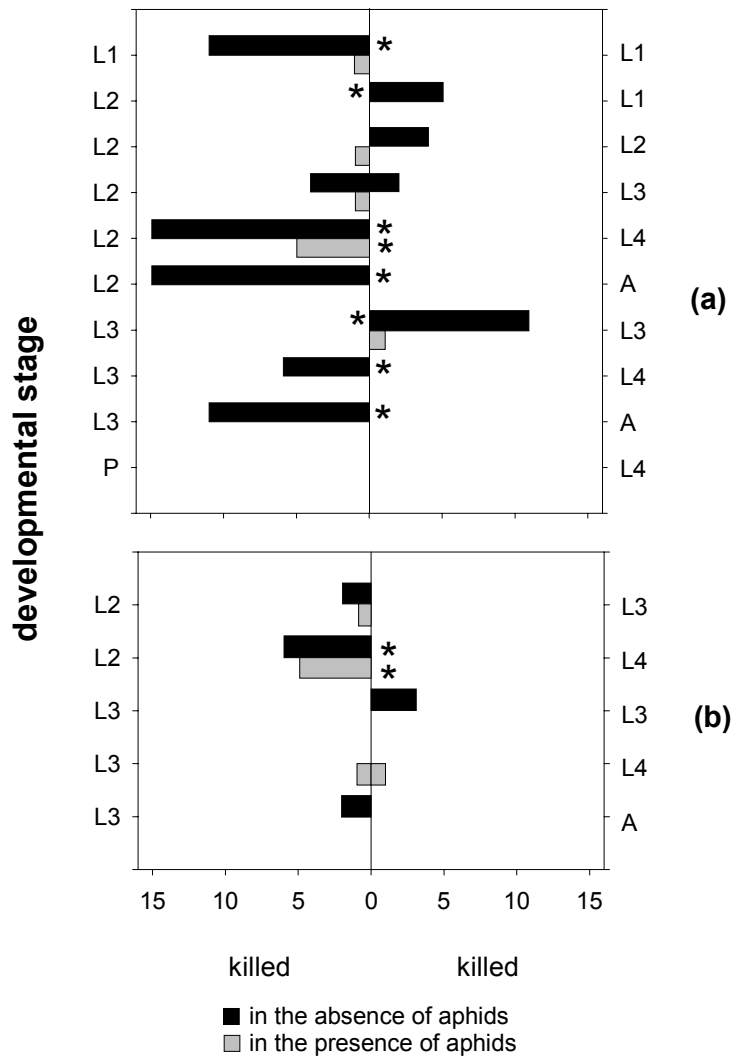 L1 * L1
L2 * L1
L2 L2
L2 L3
L2 * L4
*
L2 * A
(a)
L3 * L3
L3 * L4
L3 * A
P L4
developmental stage
L2 L3
L2 * L4
*
L3 L3
(b)
L3 L4
L3 A
15 10 5 0 5 10 15
killed killed
in the absence of aphids
in the presence of aphids